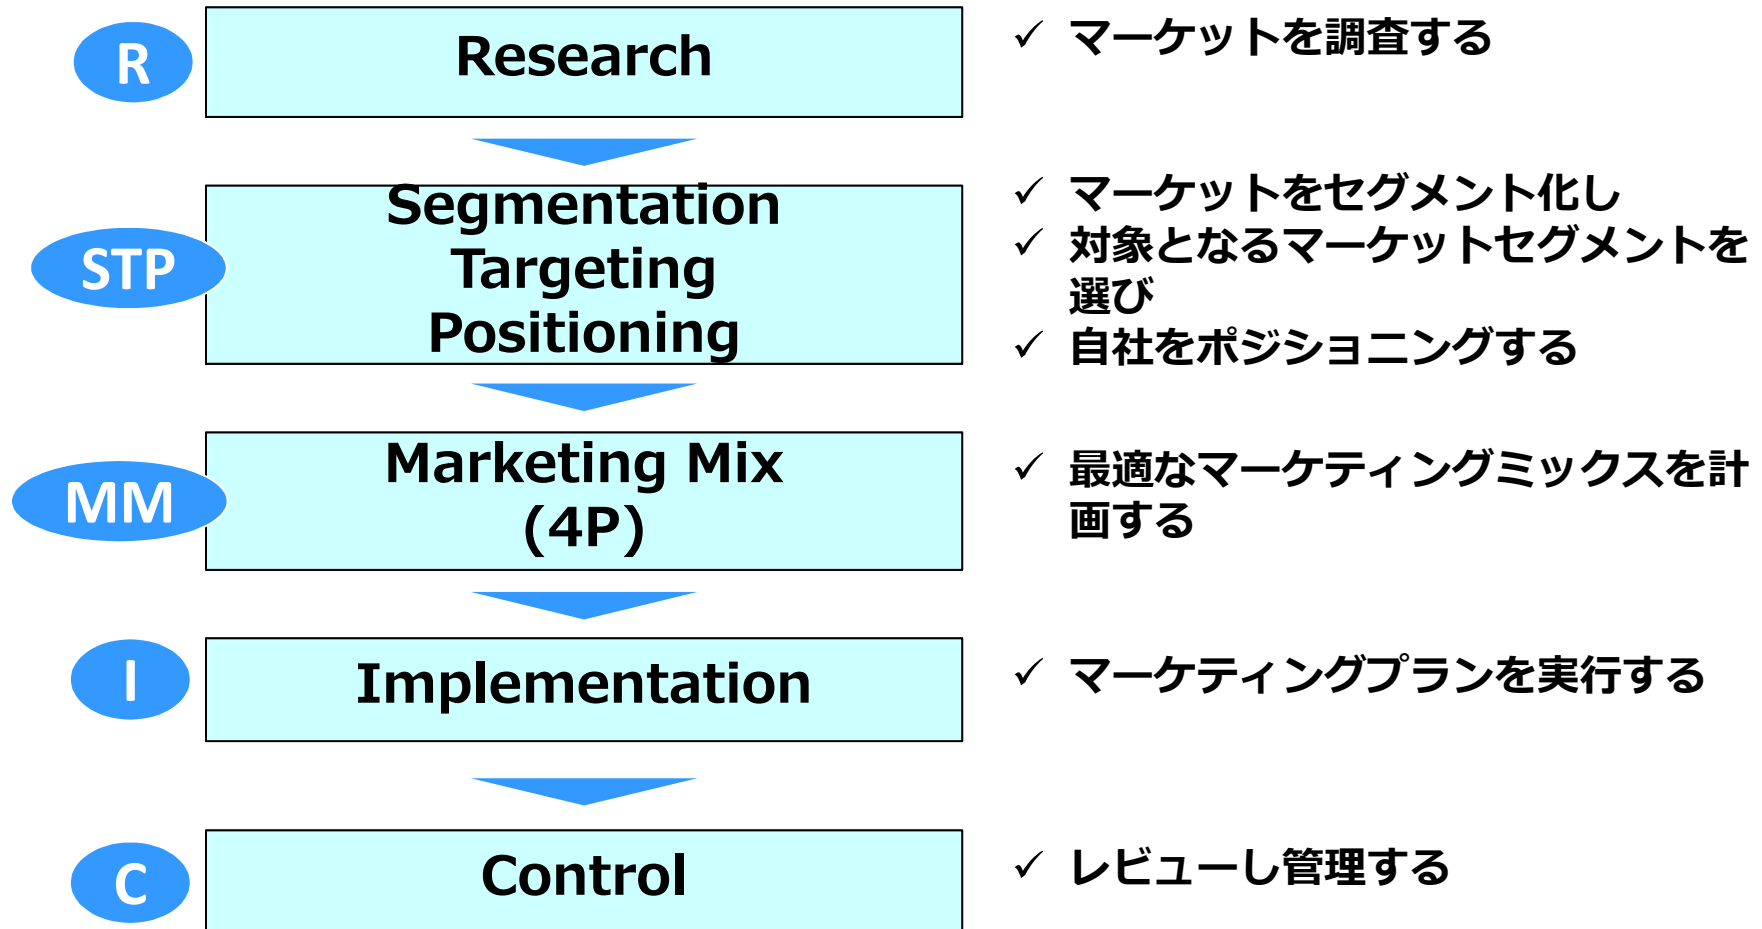 R
Research
✓ マーケットを調査する
STP
Segmentation
Targeting
Positioning
✓ マーケットをセグメント化し
✓ 対象となるマーケットセグメントを
選び
✓ 自社をポジショニングする
MM
Marketing Mix
(4P)
✓ 最適なマーケティングミックスを計
画する
I
Implementation
✓ マーケティングプランを実行する
C
Control
✓ レビューし管理する